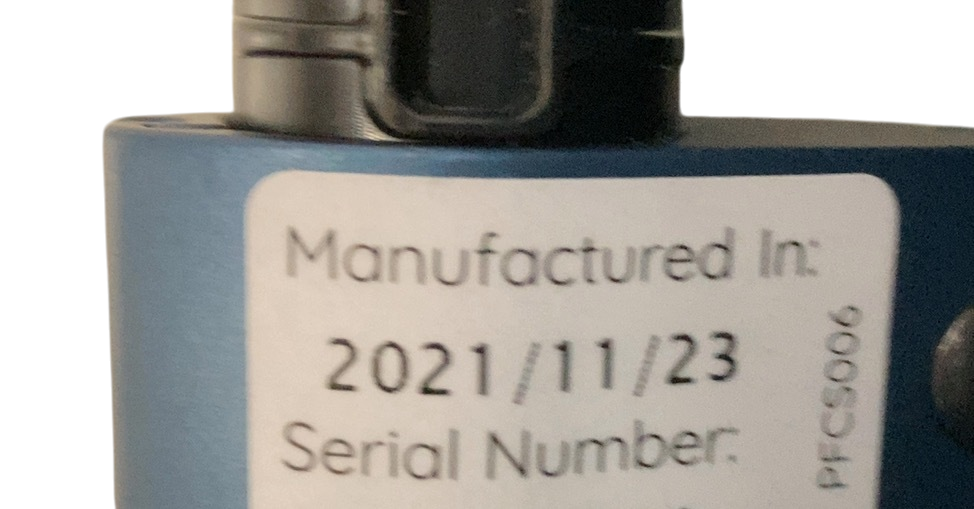 Manufactured In:
2021/11/23
Serial Number:
PFCS006